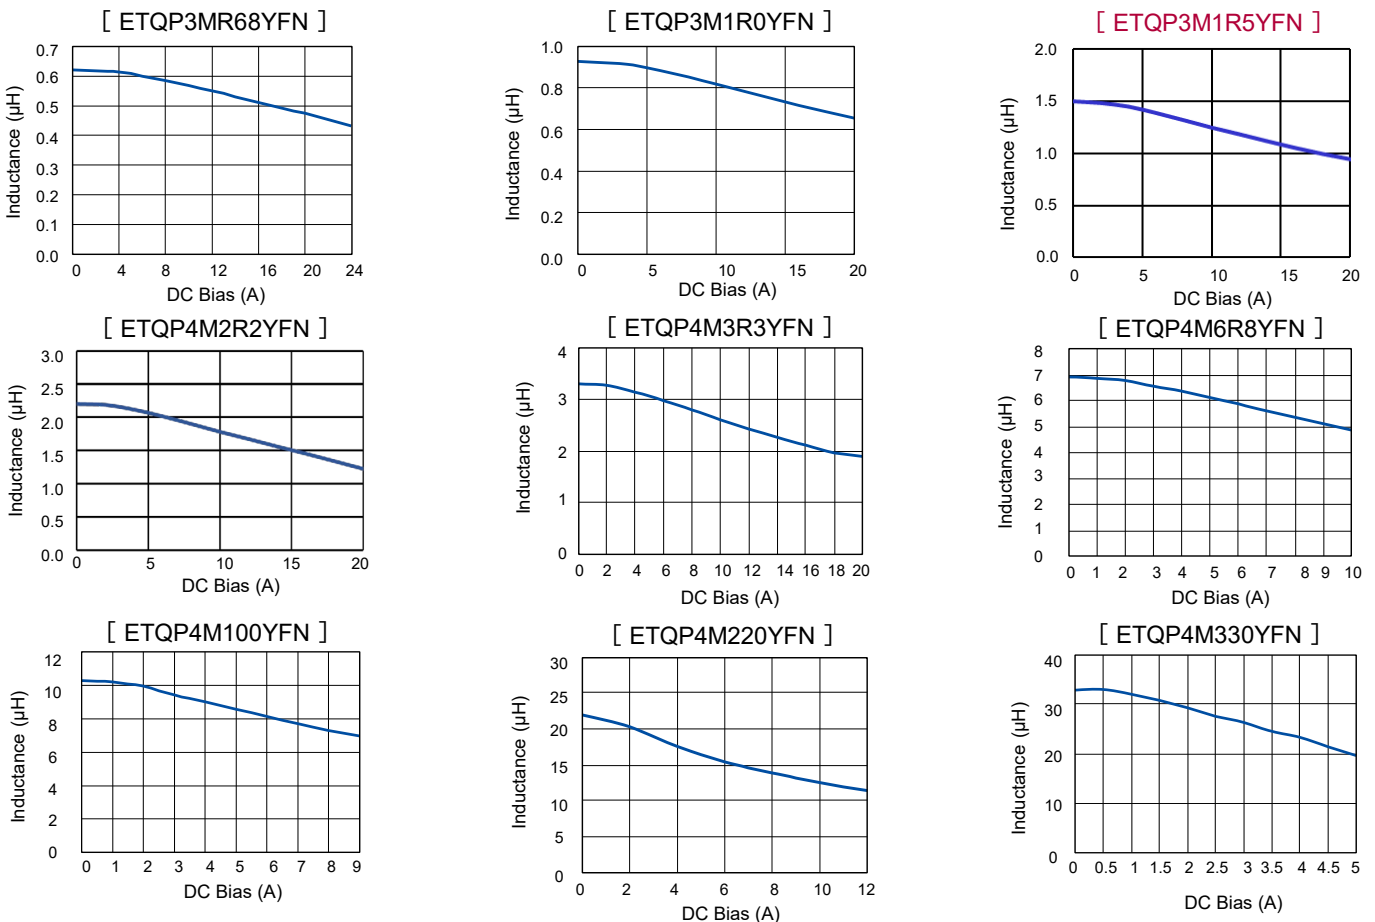 [ ETQP3MR68YFN ]
0.7
0.6
0.5
0.4
0.3
0.2
0.1
0.0
Inductance (µH)
0 4 8 12 16 20 24
DC Bias (A)
[ ETQP3M1R0YFN ]
1.0
0.8
0.6
0.4
0.2
0.0
Inductance (µH)
0 5 10 15 20
DC Bias (A)
[ ETQP3M1R5YFN ]
2.0
1.5
1.0
0.5
0.0
Inductance (µH)
0 5 10 15 20
DC Bias (A)
[ ETQP4M2R2YFN ]
3.0
2.5
2.0
1.5
1.0
0.5
0.0
Inductance (µH)
0 5 10 15 20
DC Bias (A)
[ ETQP4M3R3YFN ]
4
3
2
1
0
Inductance (µH)
0 2 4 6 8 10 12 14 16 18 20
DC Bias (A)
[ ETQP4M6R8YFN ]
8
7
6
5
4
3
2
1
0
Inductance (µH)
0 1 2 3 4 5 6 7 8 9 10
DC Bias (A)
[ ETQP4M100YFN ]
12
10
8
6
4
2
0
Inductance (µH)
0 1 2 3 4 5 6 7 8 9
DC Bias (A)
[ ETQP4M220YFN ]
30
25
20
15
10
5
0
Inductance (µH)
0 2 4 6 8 10 12
DC Bias (A)
[ ETQP4M330YFN ]
40
30
20
10
0
Inductance (µH)
0 0.5 1 1.5 2 2.5 3 3.5 4 4.5 5
DC Bias (A)